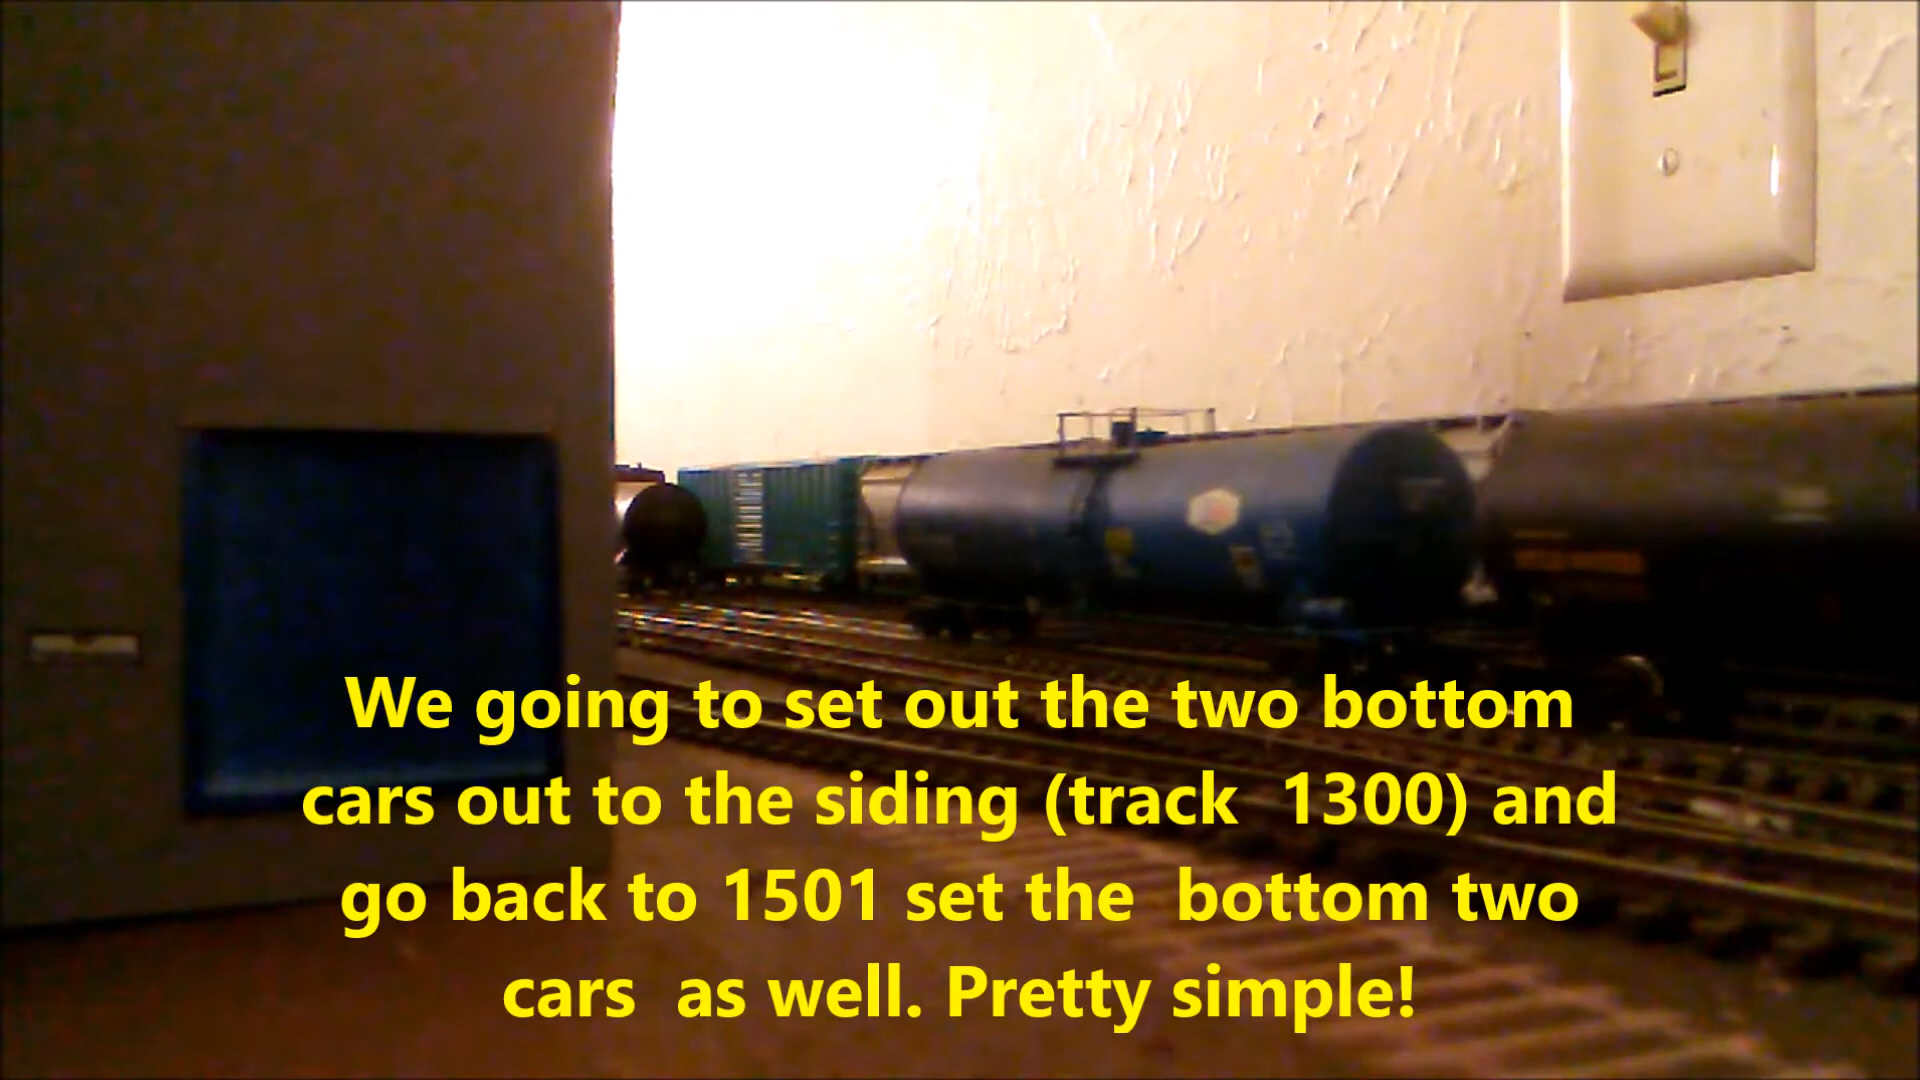 We going to set out the two bottom
cars out to the siding (track  1300) and
go back to 1501 set the  bottom two
cars  as well. Pretty simple!